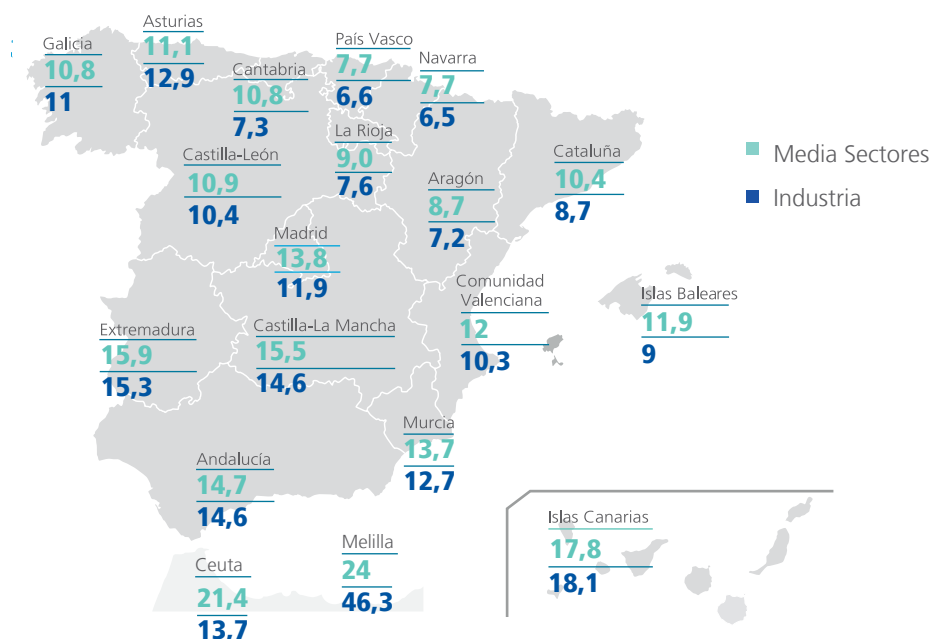 Galicia
10,8
11
Asturias
11,1
12,9
Cantabria
10,8
7,3
País Vasco
7,7
6,6
Navarra
7,7
6,5
La Rioja
9,0
7,6
Castilla-León
10,9
10,4
Aragón
8,7
7,2
Cataluña
10,4
8,7
Media Sectores
Industria
Madrid
13,8
11,9
Comunidad
Valenciana
12
10,3
Islas Baleares
11,9
9
Extremadura
15,9
15,3
Castilla-La Mancha
15,5
14,6
Murcia
13,7
12,7
Andalucía
14,7
14,6
Ceuta
21,4
13,7
Melilla
24
46,3
Islas Canarias
17,8
18,1